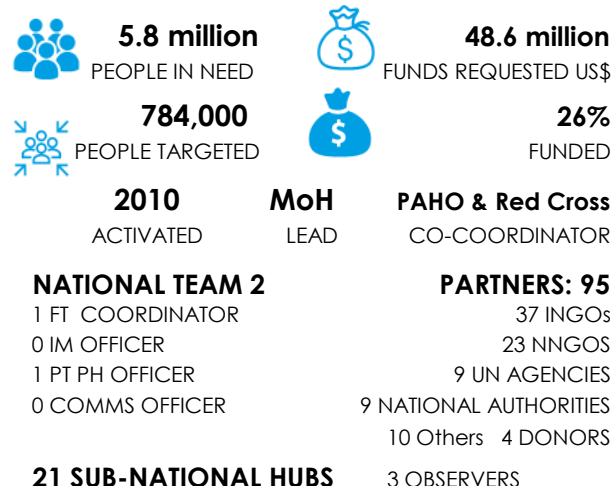 5.8 million 48.6 million
PEOPLE IN NEED FUNDS REQUESTED US$
$
784,000 26%
$
PEOPLE TARGETED FUNDED
2010 MoH PAHO & Red Cross
ACTIVATED LEAD CO-COORDINATOR
NATIONAL TEAM 2 PARTNERS: 95
1 FT COORDINATOR 37 INGOs
0 IM OFFICER 23 NNGOS
1 PT PH OFFICER 9 UN AGENCIES
0 COMMS OFFICER 9 NATIONAL AUTHORITIES
10 Others 4 DONORS
21 SUB-NATIONAL HUBS 3 OBSERVERS